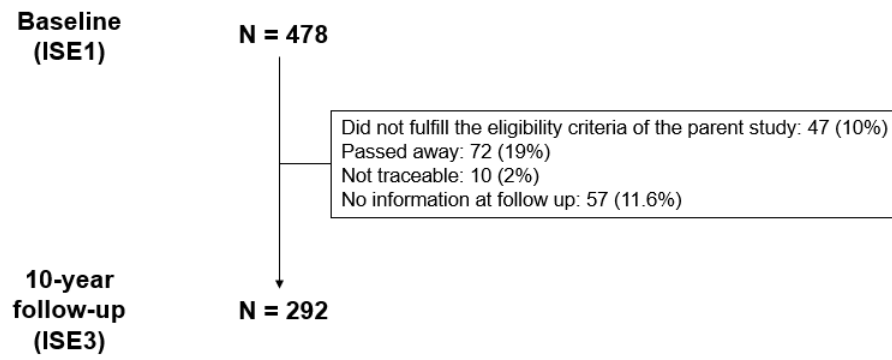 Baseline
(ISE1)
N = 478
Did not fulfill the eligibility criteria of the parent study: 47 (10%)
Passed away: 72 (19%)
Not traceable: 10 (2%)
No information at follow up: 57 (11.6%)
10-year
follow-up
(ISE3)
N = 292